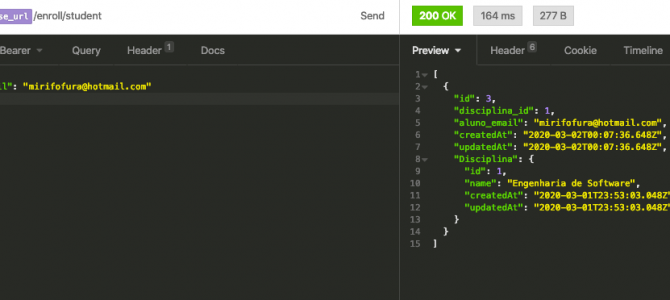 se_url/enroll/student Send 200 OK 164 ms 277 B
Bearer Query Header 1 Docs Preview Header 6 Cookie Timeline
l": "mirifofura@hotmail.com"
1 [
2 {
3 "id": 3,
4 "disciplina_id": 1,
5 "aluno_email": "mirifofura@hotmail.com",
6 "createdAt": "2020-03-02T00:07:36.648Z",
7 "updatedAt": "2020-03-02T00:07:36.648Z",
8 "Disciplina": {
9 "id": 1,
10 "name": "Engenharia de Software",
11 "createdAt": "2020-03-01T23:53:03.048Z
12 "updatedAt": "2020-03-01T23:53:03.048Z
13 }
14 }
15 ]